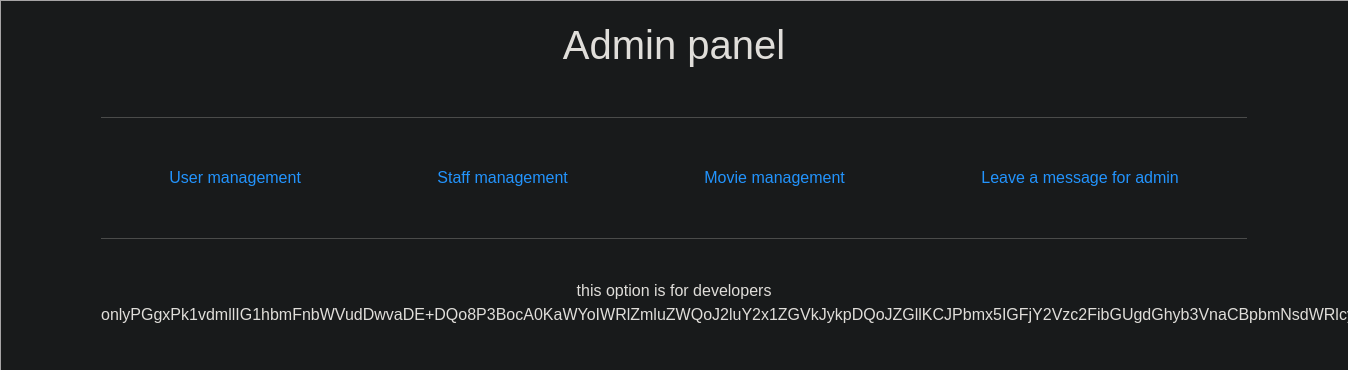 Admin panel
User management
Staff management
Movie management
Leave a message for admin
this option is for developers
onlyPGgxPk1vdmllIG1hbmFnbWVudDwvaDE+DQo8P3BocA0KaWYoIWRlZmluZWQoJ2luY2x1ZGVkJykpDQoJZGllKCJPbmx5IGFjY2Vzc2FibGUgdGhyb3VnaCBpbmNsdWRlcy